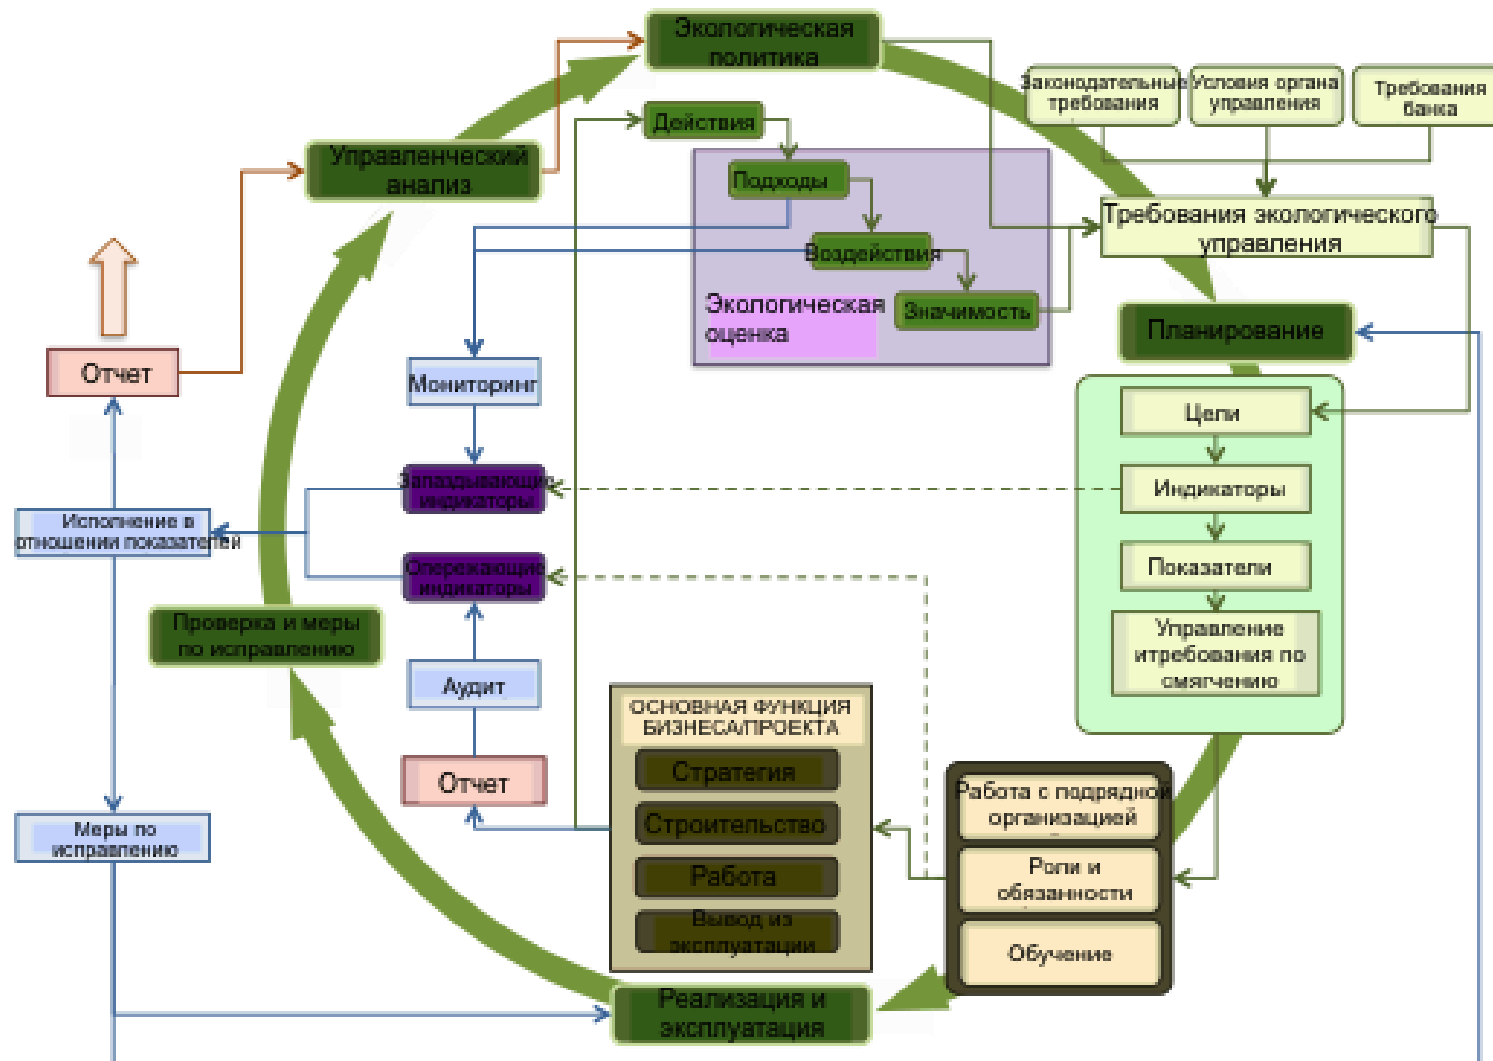 Экологическая
политика
Законодательные
требования
Условия органа
управления
Требования
банка
Действия
Управленческий
анализ
Подходы
Требования экологического
управления
Воздействия
Экологическая
оценка
Значимость
Планирование
Отчет
Мониторинг
Цели
Запаздывающие
индикаторы
Индикаторы
Исполнение в
отношении показателей
Опережающие
индикаторы
Показатели
Проверка и меры
по исправлению
Управление
итребования по
смягчению
Аудит
ОСНОВНАЯ ФУНКЦИЯ
БИЗНЕСА/ПРОЕКТА
Стратегия
Отчет
Работа с подрядной
организацией
Строительство
Меры по
исправлению
Работа
Роли и
обязанности
Вывод из
эксплуатации
Обучение
Реализация и
эксплуатация